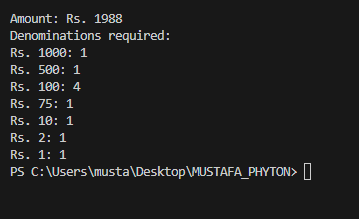 Amount: Rs. 1988
Denominations required:
Rs. 1000: 1
Rs. 500: 1
Rs. 100: 4
Rs. 75: 1
Rs. 10: 1
Rs. 2: 1
Rs. 1: 1
PS C:\Users\musta\Desktop\MUSTAFA_PHYTON>